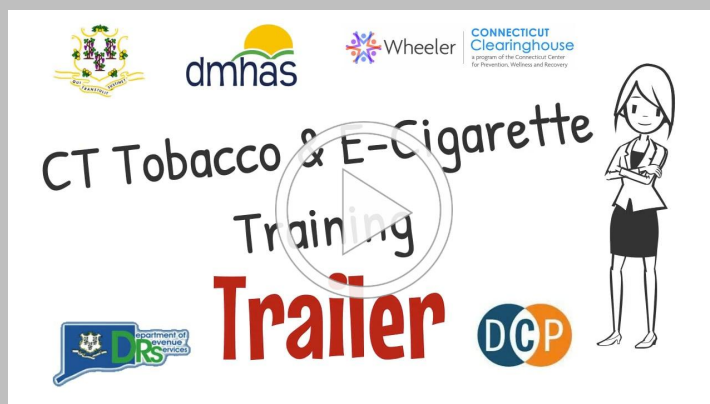 dmhas
Wheeler
CONNECTICUT
Clearinghouse
a program of the Connecticut Center
for Prevention, Wellness and Recovery
CT Tobacco & E-Cigarette
Training
Trailer
Department of
Revenue
Services
DRS
DCP